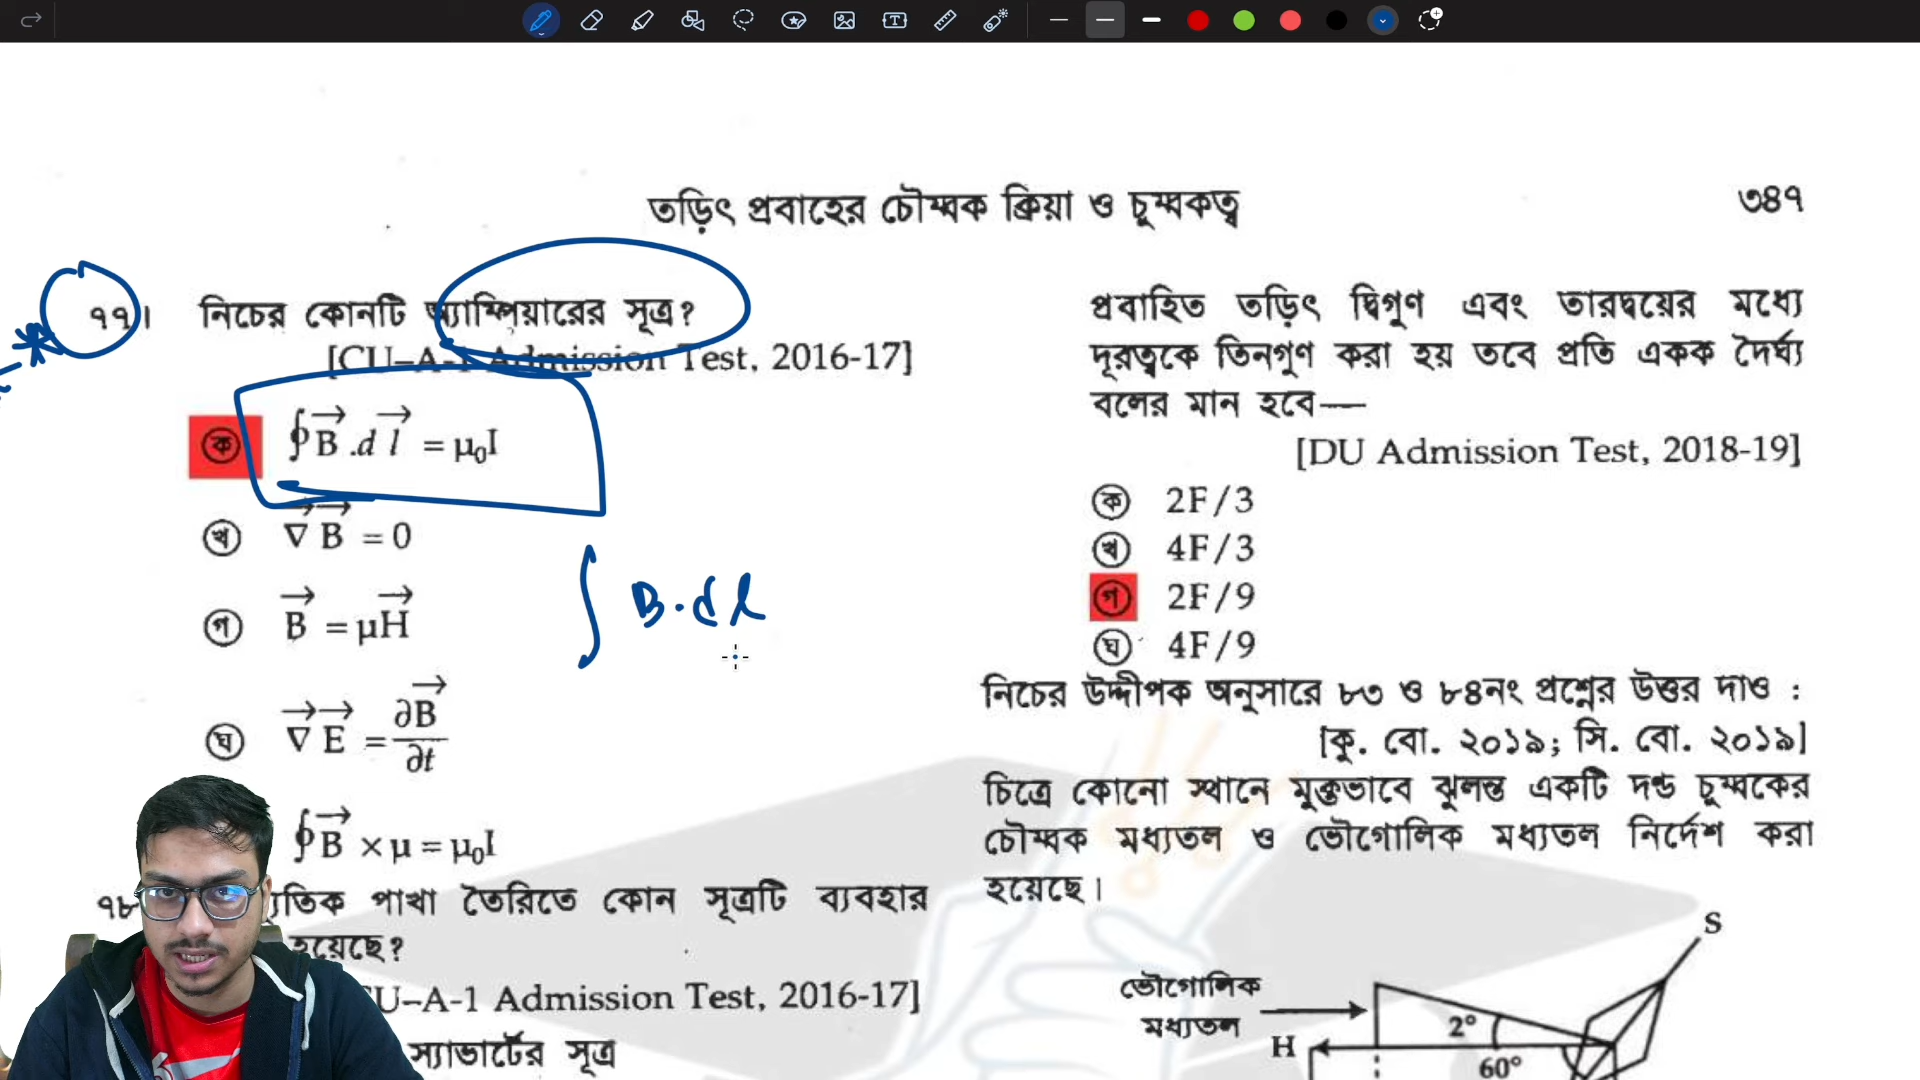 তড়িৎ প্রবাহের চৌম্বক ক্রিয়া ও চুম্বকত্ব
৩৪৭
৭৭। নিচের কোনটি অ্যাম্পিয়ারের সূত্র?
[CU–A-1 Admission Test, 2016-17]
ক ∮B⃗ .d l⃗ = μ₀I
খ ∇⃗ B⃗ = 0
গ B⃗ = μH⃗
ঘ ∇⃗ E⃗ = ∂B⃗/∂t
∮B⃗ × μ = μ₀I
∫ B.dl
৭৮ তিক পাখা তৈরিতে কোন সূত্রটি ব্যবহার
হয়েছে?
U–A-1 Admission Test, 2016-17]
স্যাভার্টের সূত্র
প্রবাহিত তড়িৎ দ্বিগুণ এবং তারদ্বয়ের মধ্যে
দূরত্বকে তিনগুণ করা হয় তবে প্রতি একক দৈর্ঘ্য
বলের মান হবে—
[DU Admission Test, 2018-19]
ক 2F/3
খ 4F/3
গ 2F/9
ঘ 4F/9
নিচের উদ্দীপক অনুসারে ৮৩ ও ৮৪নং প্রশ্নের উত্তর দাও :
[কু. বো. ২০১৯; সি. বো. ২০১৯]
চিত্রে কোনো স্থানে মুক্তভাবে ঝুলন্ত একটি দণ্ড চুম্বকের
চৌম্বক মধ্যতল ও ভৌগোলিক মধ্যতল নির্দেশ করা
হয়েছে।
S
ভৌগোলিক
মধ্যতল
2°
H
60°